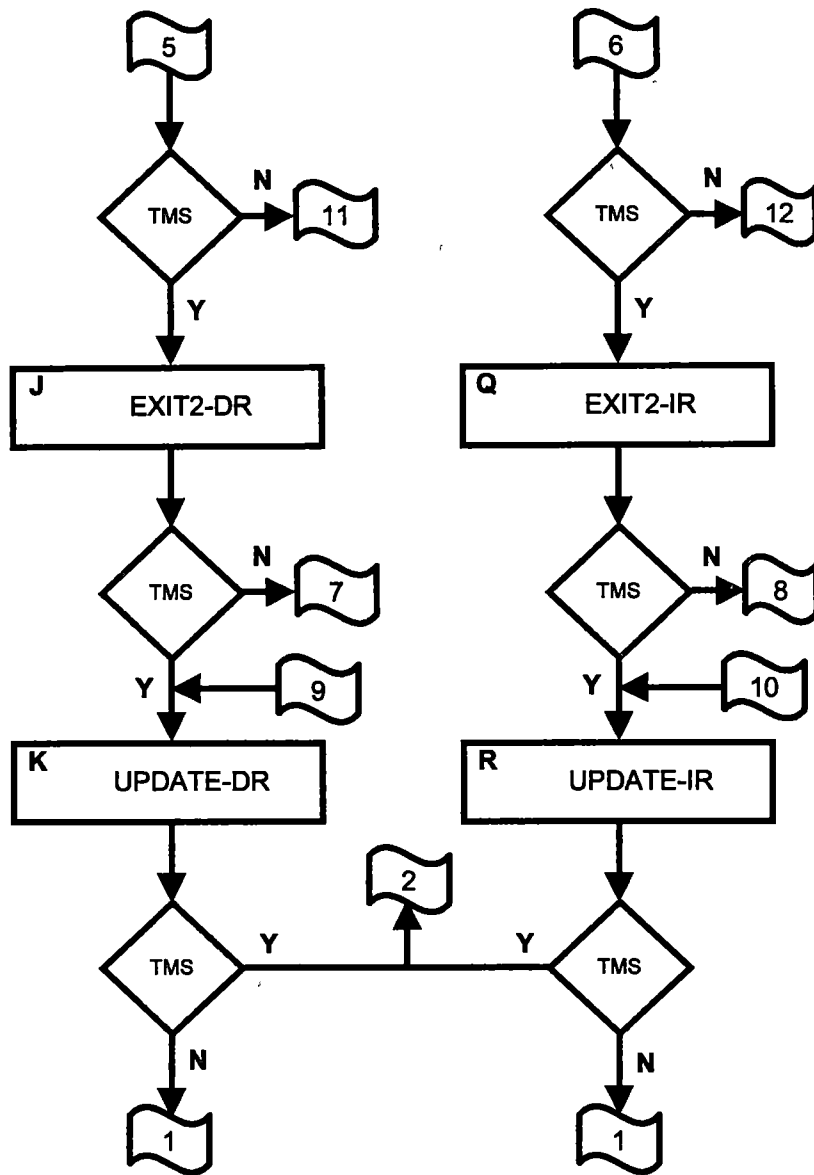 5
6
TMS
N
11
TMS
N
12
Y
Y
J
EXIT2-DR
Q
EXIT2-IR
TMS
N
7
TMS
N
8
Y
9
Y
10
K
UPDATE-DR
R
UPDATE-IR
2
TMS
Y
Y
TMS
N
N
1
1